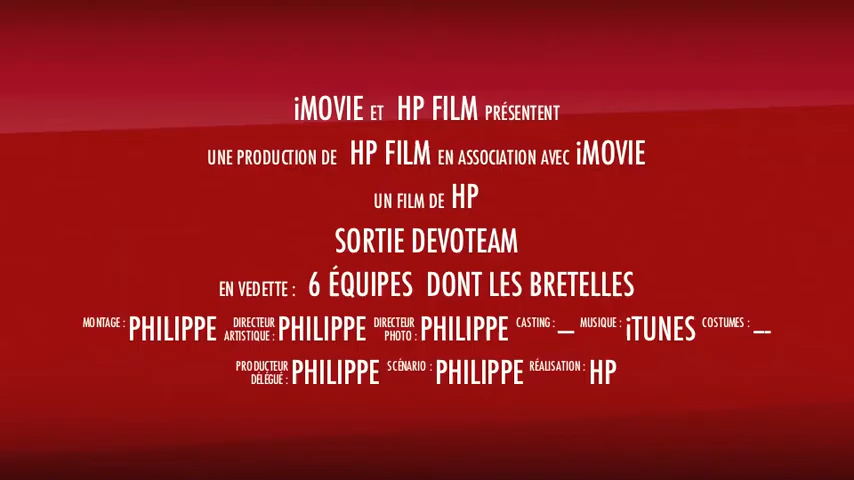 iMOVIE ET HP FILM PRÉSENTENT
UNE PRODUCTION DE HP FILM EN ASSOCIATION AVEC iMOVIE
UN FILM DE HP
SORTIE DEVOTEAM
EN VEDETTE : 6 ÉQUIPES DONT LES BRETELLES
MONTAGE : PHILIPPE DIRECTEUR ARTISTIQUE : PHILIPPE DIRECTEUR PHOTO : PHILIPPE CASTING : — MUSIQUE : iTUNES COSTUMES : --
PRODUCTEUR DÉLÉGUÉ : PHILIPPE SCÉNARIO : PHILIPPE RÉALISATION : HP